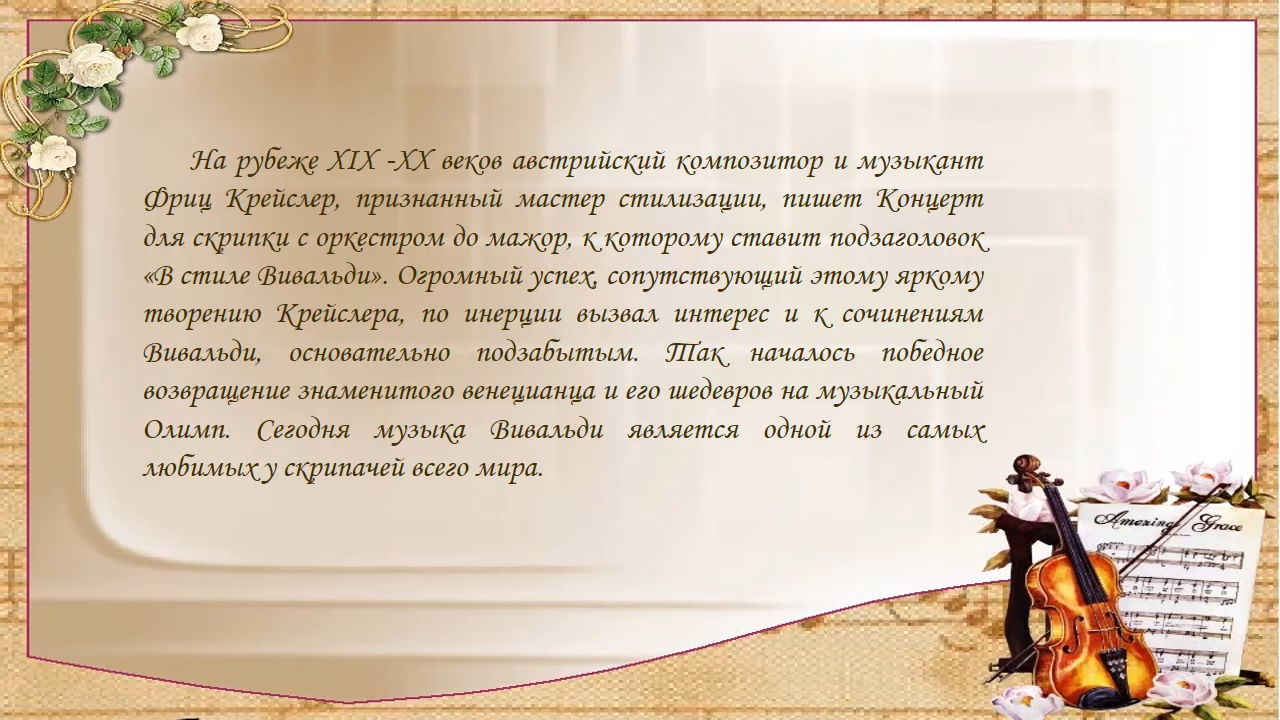 На рубеже XIX -XX веков австрийский композитор и музыкант
Фриц Крейслер, признанный мастер стилизации, пишет Концерт
для скрипки с оркестром до мажор, к которому ставит подзаголовок
«В стиле Вивальди». Огромный успех, сопутствующий этому яркому
творению Крейслера, по инерции вызвал интерес и к сочинениям
Вивальди, основательно подзабытым. Так началось победное
возвращение знаменитого венецианца и его шедевров на музыкальный
Олимп. Сегодня музыка Вивальди является одной из самых
любимых у скрипачей всего мира.
Amazing Grace